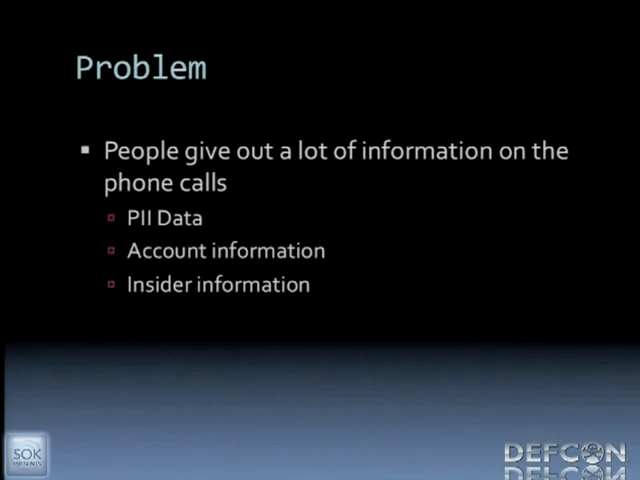 Problem
People give out a lot of information on the
phone calls
PII Data
Account information
Insider information
SOK
DEFCON